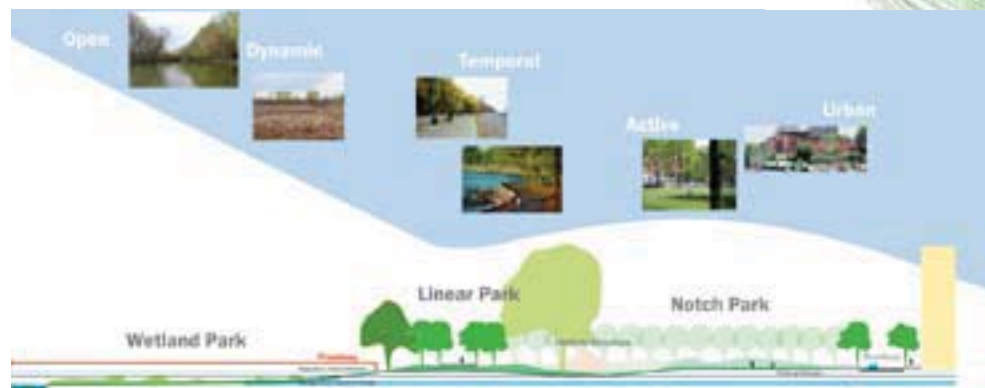 Open
Dynamic
Temporal
Active
Urban
Linear Park
Notch Park
Wetland Park